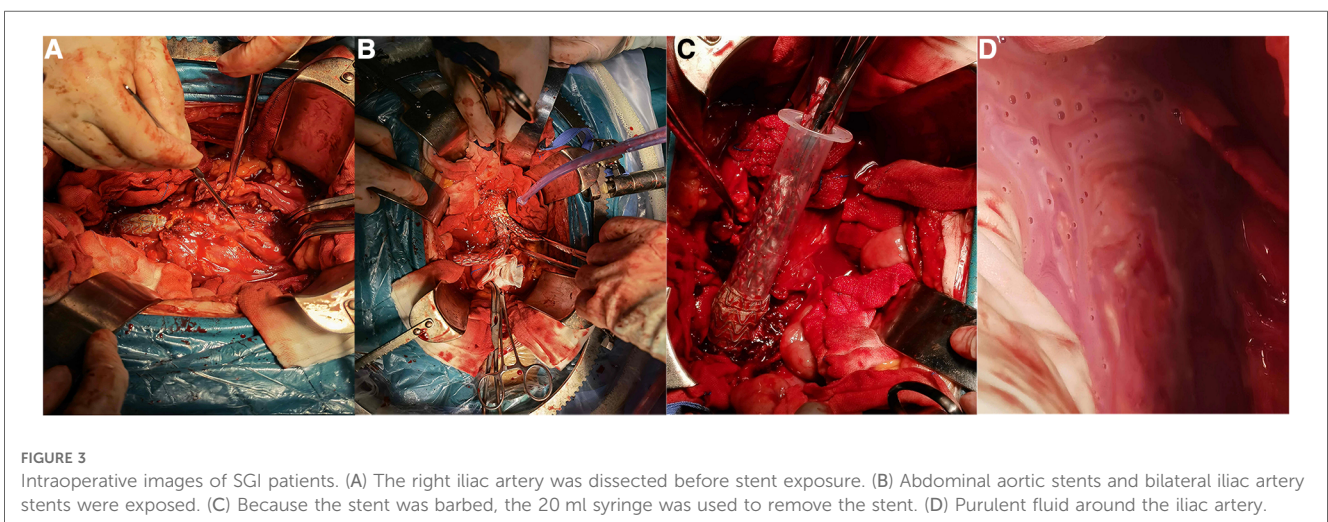 A B C D
FIGURE 3
Intraoperative images of SGI patients. (A) The right iliac artery was dissected before stent exposure. (B) Abdominal aortic stents and bilateral iliac artery
stents were exposed. (C) Because the stent was barbed, the 20 ml syringe was used to remove the stent. (D) Purulent fluid around the iliac artery.